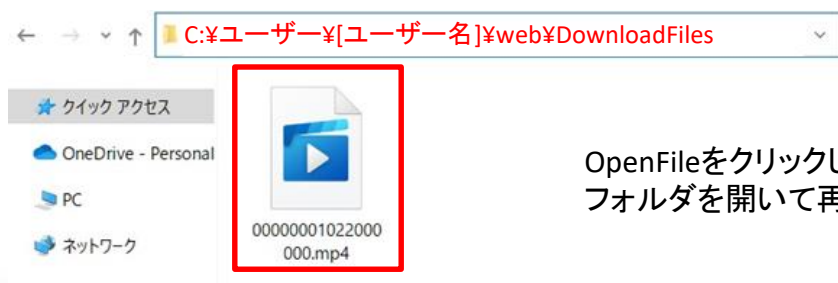 C:¥ユーザー¥[ユーザー名]¥web¥DownloadFiles
クイック アクセス
OneDrive - Personal
PC
ネットワーク
00000001022000
000.mp4
OpenFileをクリックし
フォルダを開いて再